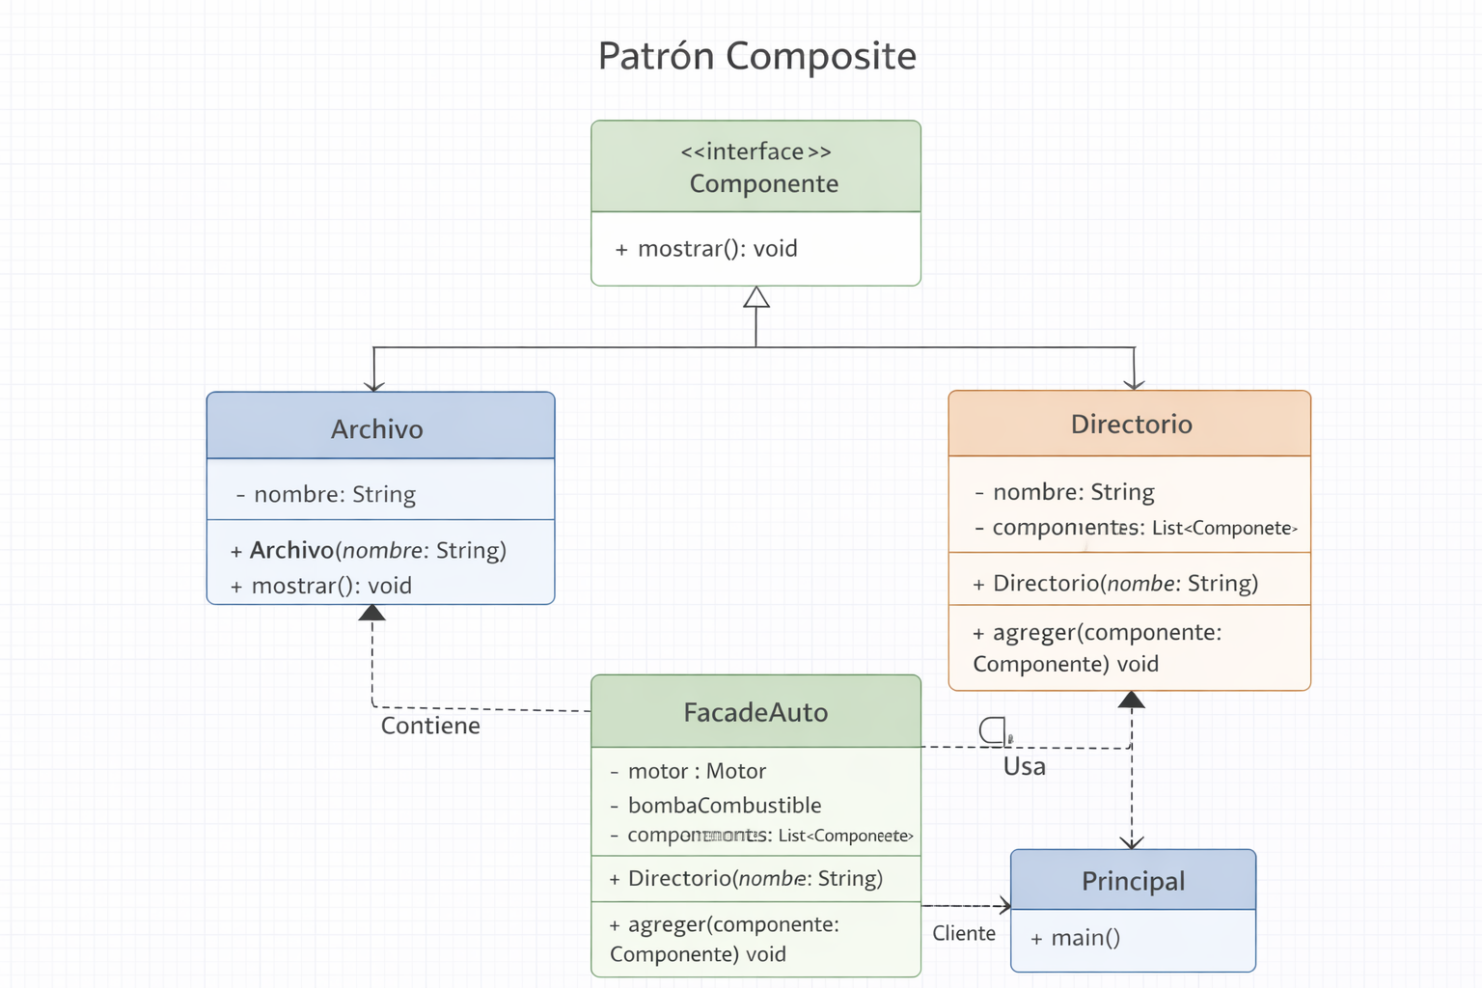 Patrón Composite
<<interface>>
Componente
+ mostrar(): void
Archivo
- nombre: String
+ Archivo(nombre: String)
+ mostrar(): void
Directorio
- nombre: String
- componentes: List<Componete>
+ Directorio(nombe: String)
+ agreger(componente:
Componente) void
Contiene
FacadeAuto
- motor : Motor
- bombaCombustible
- List<Componeete>
+ Directorio(nombe: String)
+ agreger(componente:
Componente) void
Usa
Cliente
Principal
+ main()